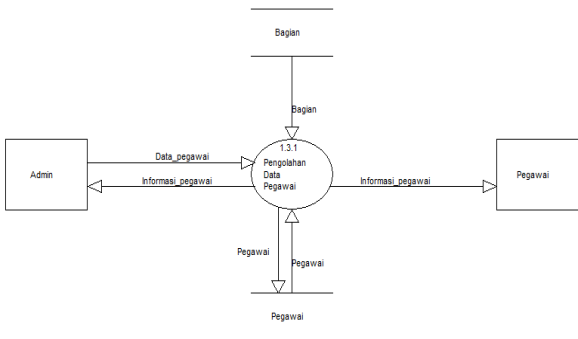 Bagian
Bagian
1.3.1
Pengolahan
Data
Pegawai
Admin
Data_pegawai
Informasi_pegawai
Informasi_pegawai
Pegawai
Pegawai
Pegawai
Pegawai